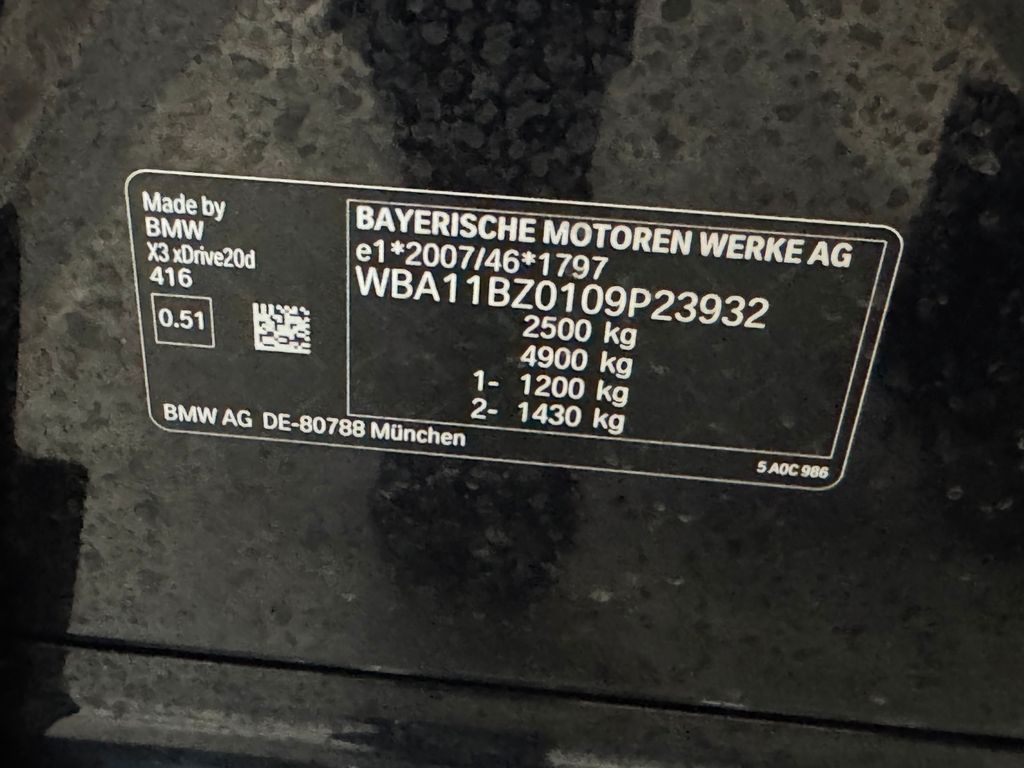 Made by
BMW
X3 xDrive20d
416
0.51
BAYERISCHE MOTOREN WERKE AG
e1*2007/46*1797
WBA11BZ0109P23932
2500 kg
4900 kg
1- 1200 kg
2- 1430 kg
BMW AG DE-80788 München
5 A0C 986